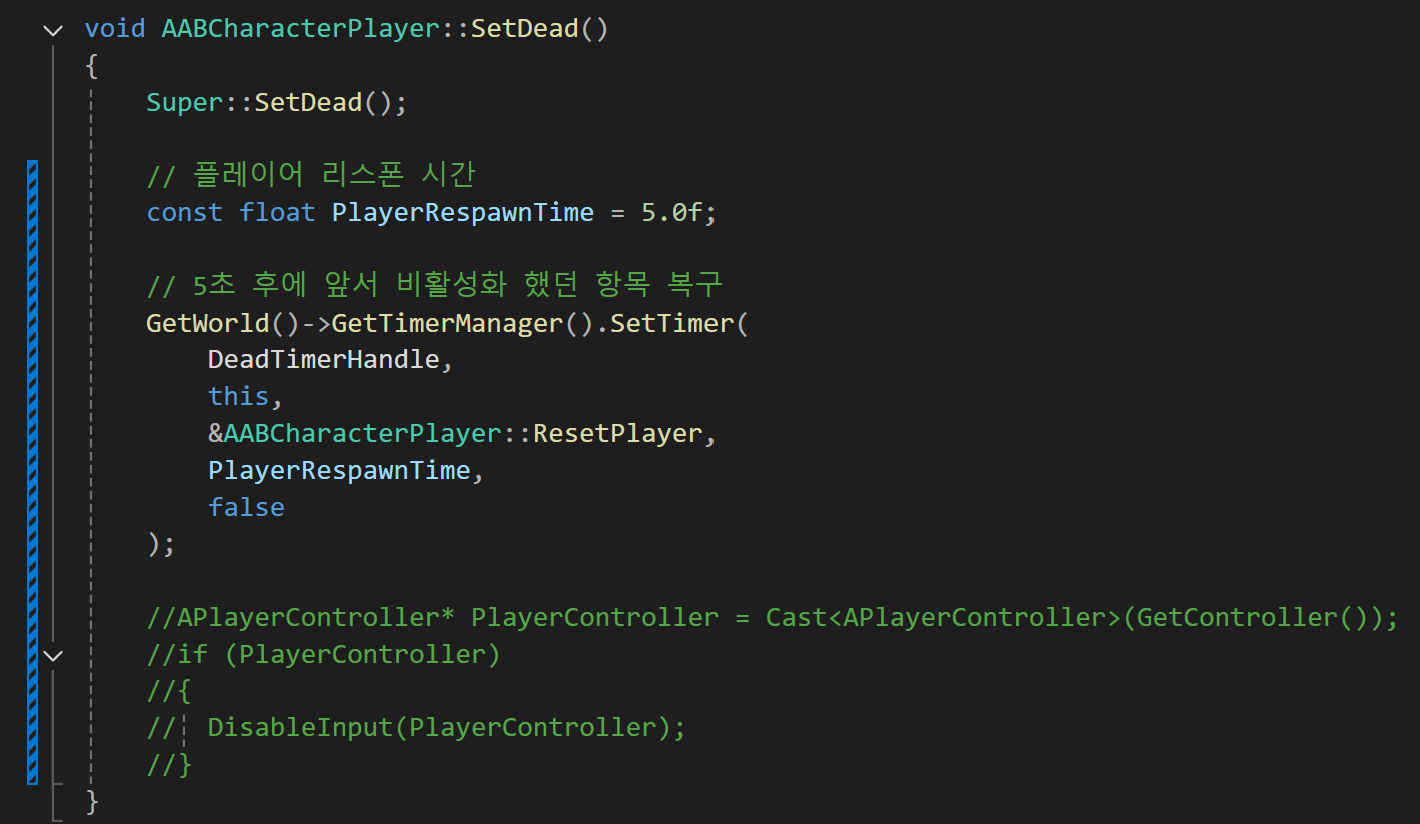 void AABCharacterPlayer::SetDead()
{
Super::SetDead();
// 플레이어 리스폰 시간
const float PlayerRespawnTime = 5.0f;
// 5초 후에 앞서 비활성화 했던 항목 복구
GetWorld()->GetTimerManager().SetTimer(
DeadTimerHandle,
this,
&AABCharacterPlayer::ResetPlayer,
PlayerRespawnTime,
false
);
//APlayerController* PlayerController = Cast<APlayerController>(GetController());
//if (PlayerController)
//{
// DisableInput(PlayerController);
//}
}